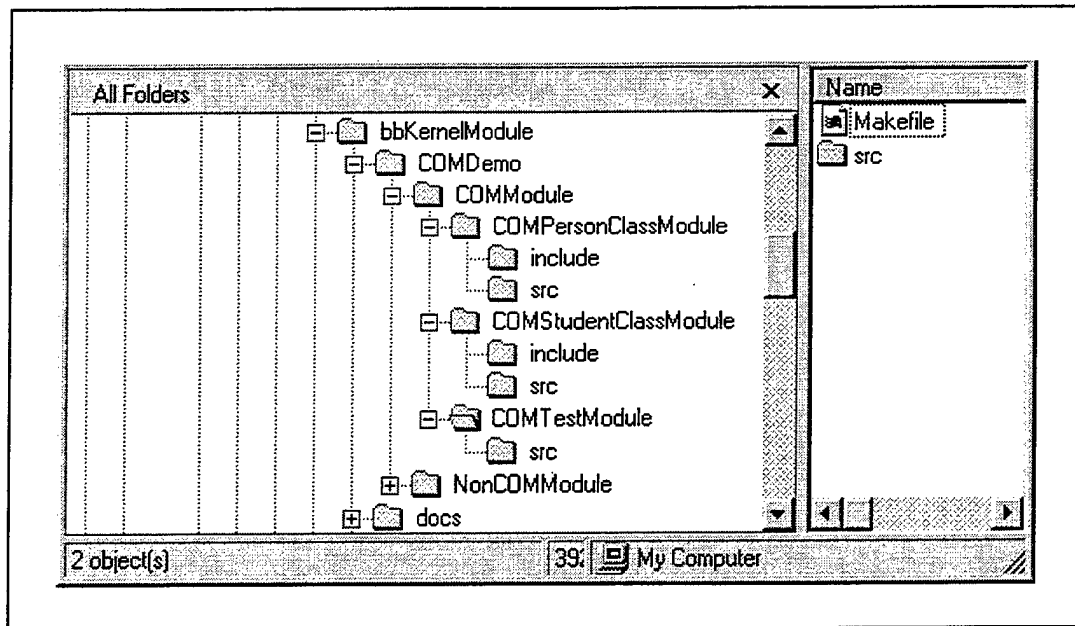 All Folders
bbKernelModule
COMDemo
COMModule
COMPersonClassModule
include
src
COMStudentClassModule
include
src
COMTestModule
src
NonCOMModule
docs
Name
Makefile
src
2 object(s)
My Computer